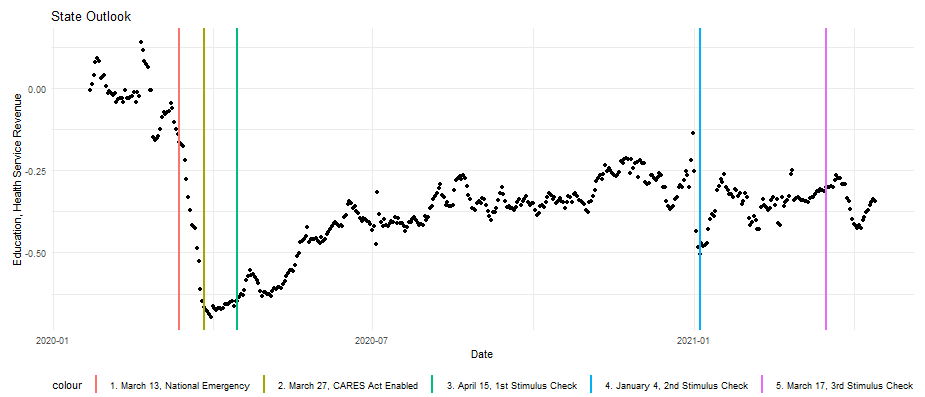 State Outlook
Education, Health Service Revenue
0.00
-0.25
-0.50
2020-01
2020-07
2021-01
Date
colour
1. March 13, National Emergency
2. March 27, CARES Act Enabled
3. April 15, 1st Stimulus Check
4. January 4, 2nd Stimulus Check
5. March 17, 3rd Stimulus Check